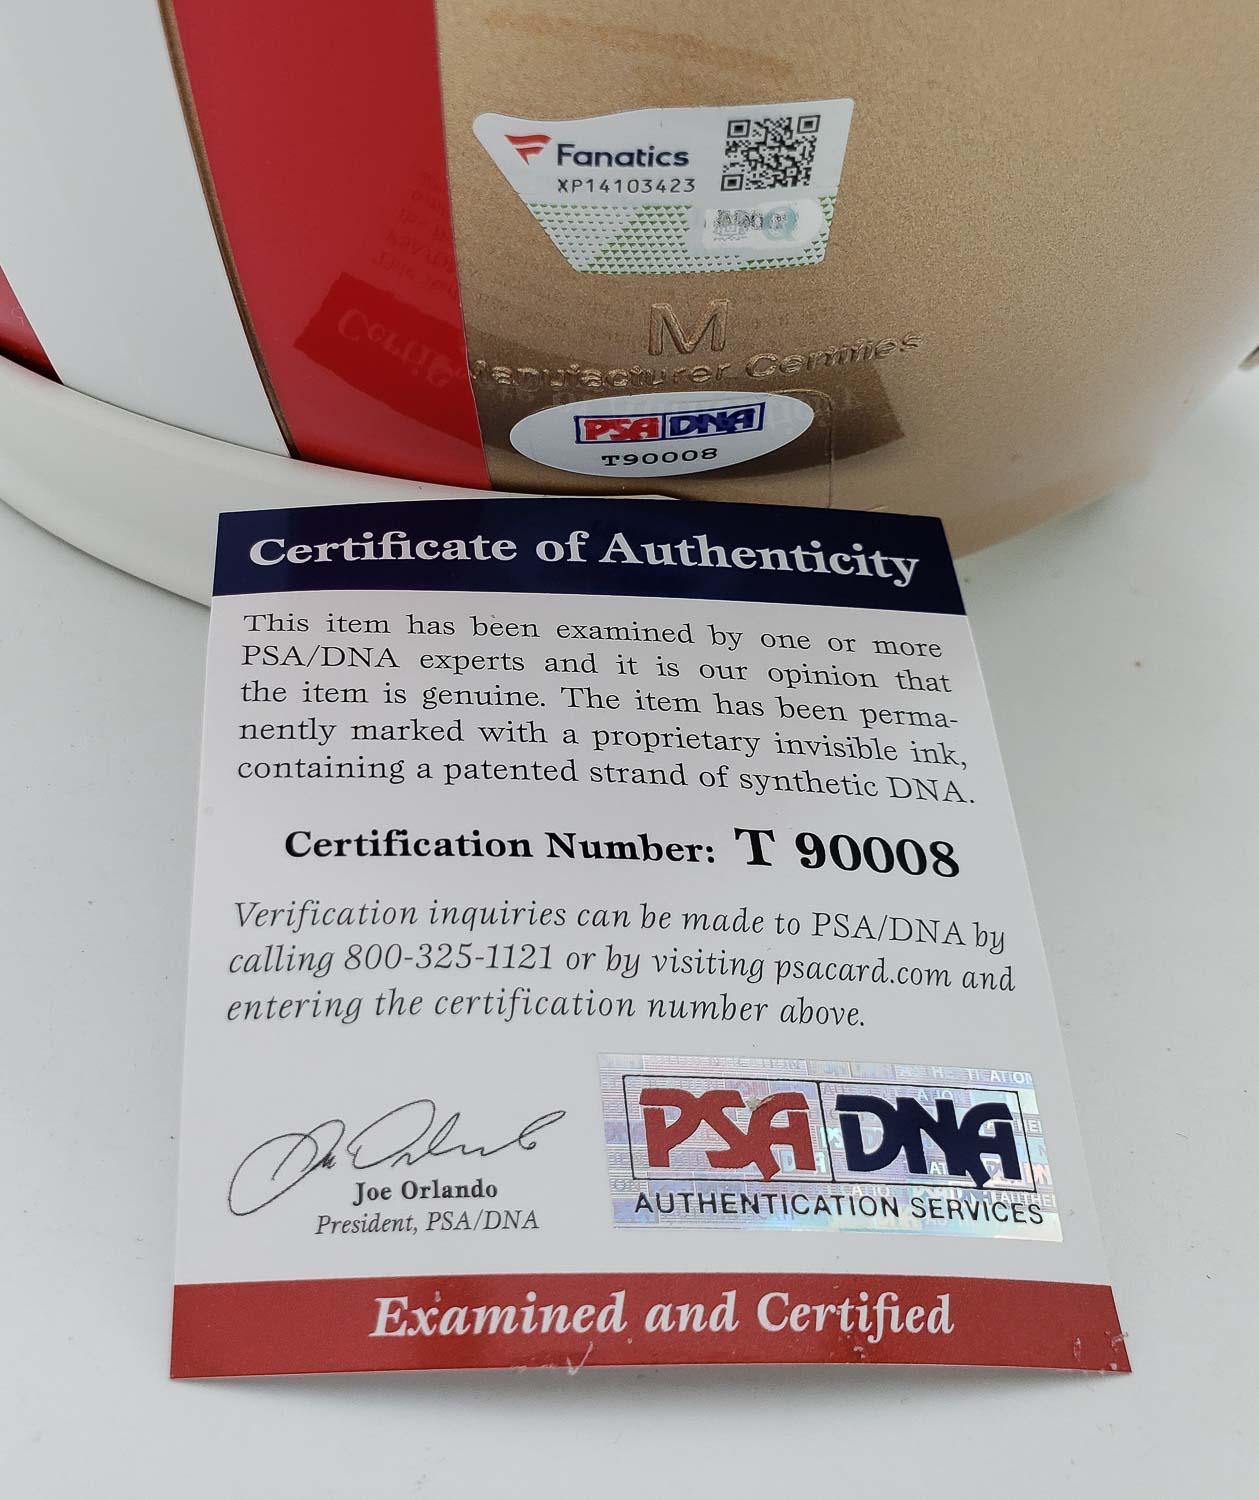 Fanatics
XP14103423
M
Manufacturer Certifies
PSA DNA
T90008
Certificate of Authenticity
This item has been examined by one or more
PSA/DNA experts and it is our opinion that
the item is genuine. The item has been perma-
nently marked with a proprietary invisible ink,
containing a patented strand of synthetic DNA.
Certification Number: T 90008
Verification inquiries can be made to PSA/DNA by
calling 800-325-1121 or by visiting psacard.com and
entering the certification number above.
Joe Orlando
President, PSA/DNA
PSA DNA
AUTHENTICATION SERVICES
Examined and Certified